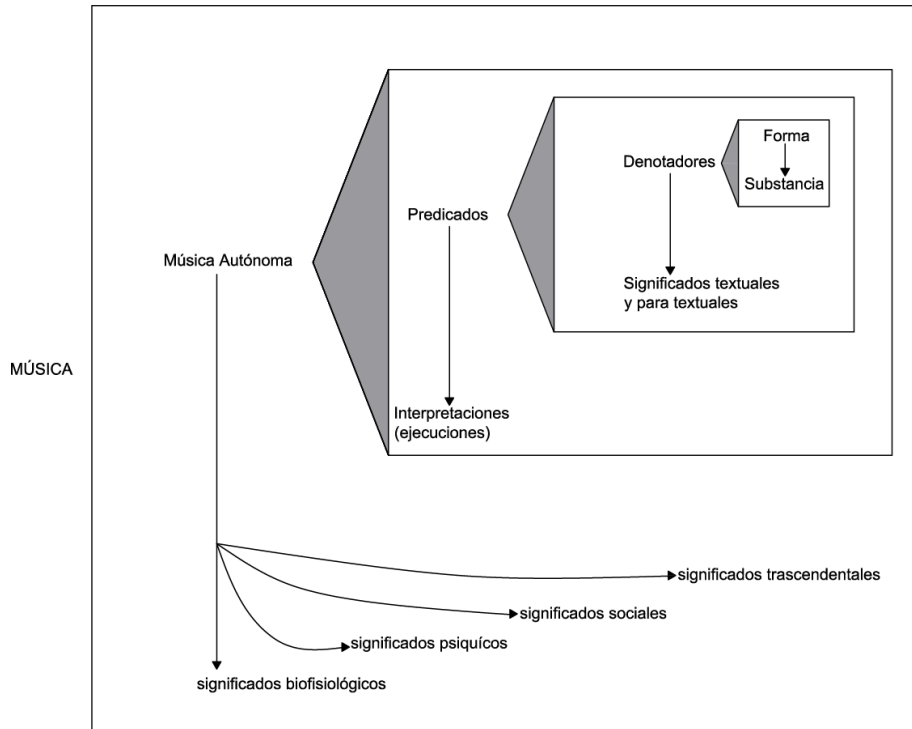 Forma
Denotadores
Substancia
Predicados
Música Autónoma
Significados textuales
y para textuales
MÚSICA
Interpretaciones
(ejecuciones)
significados trascendentales
significados sociales
significados psiquícos
significados biofisiológicos